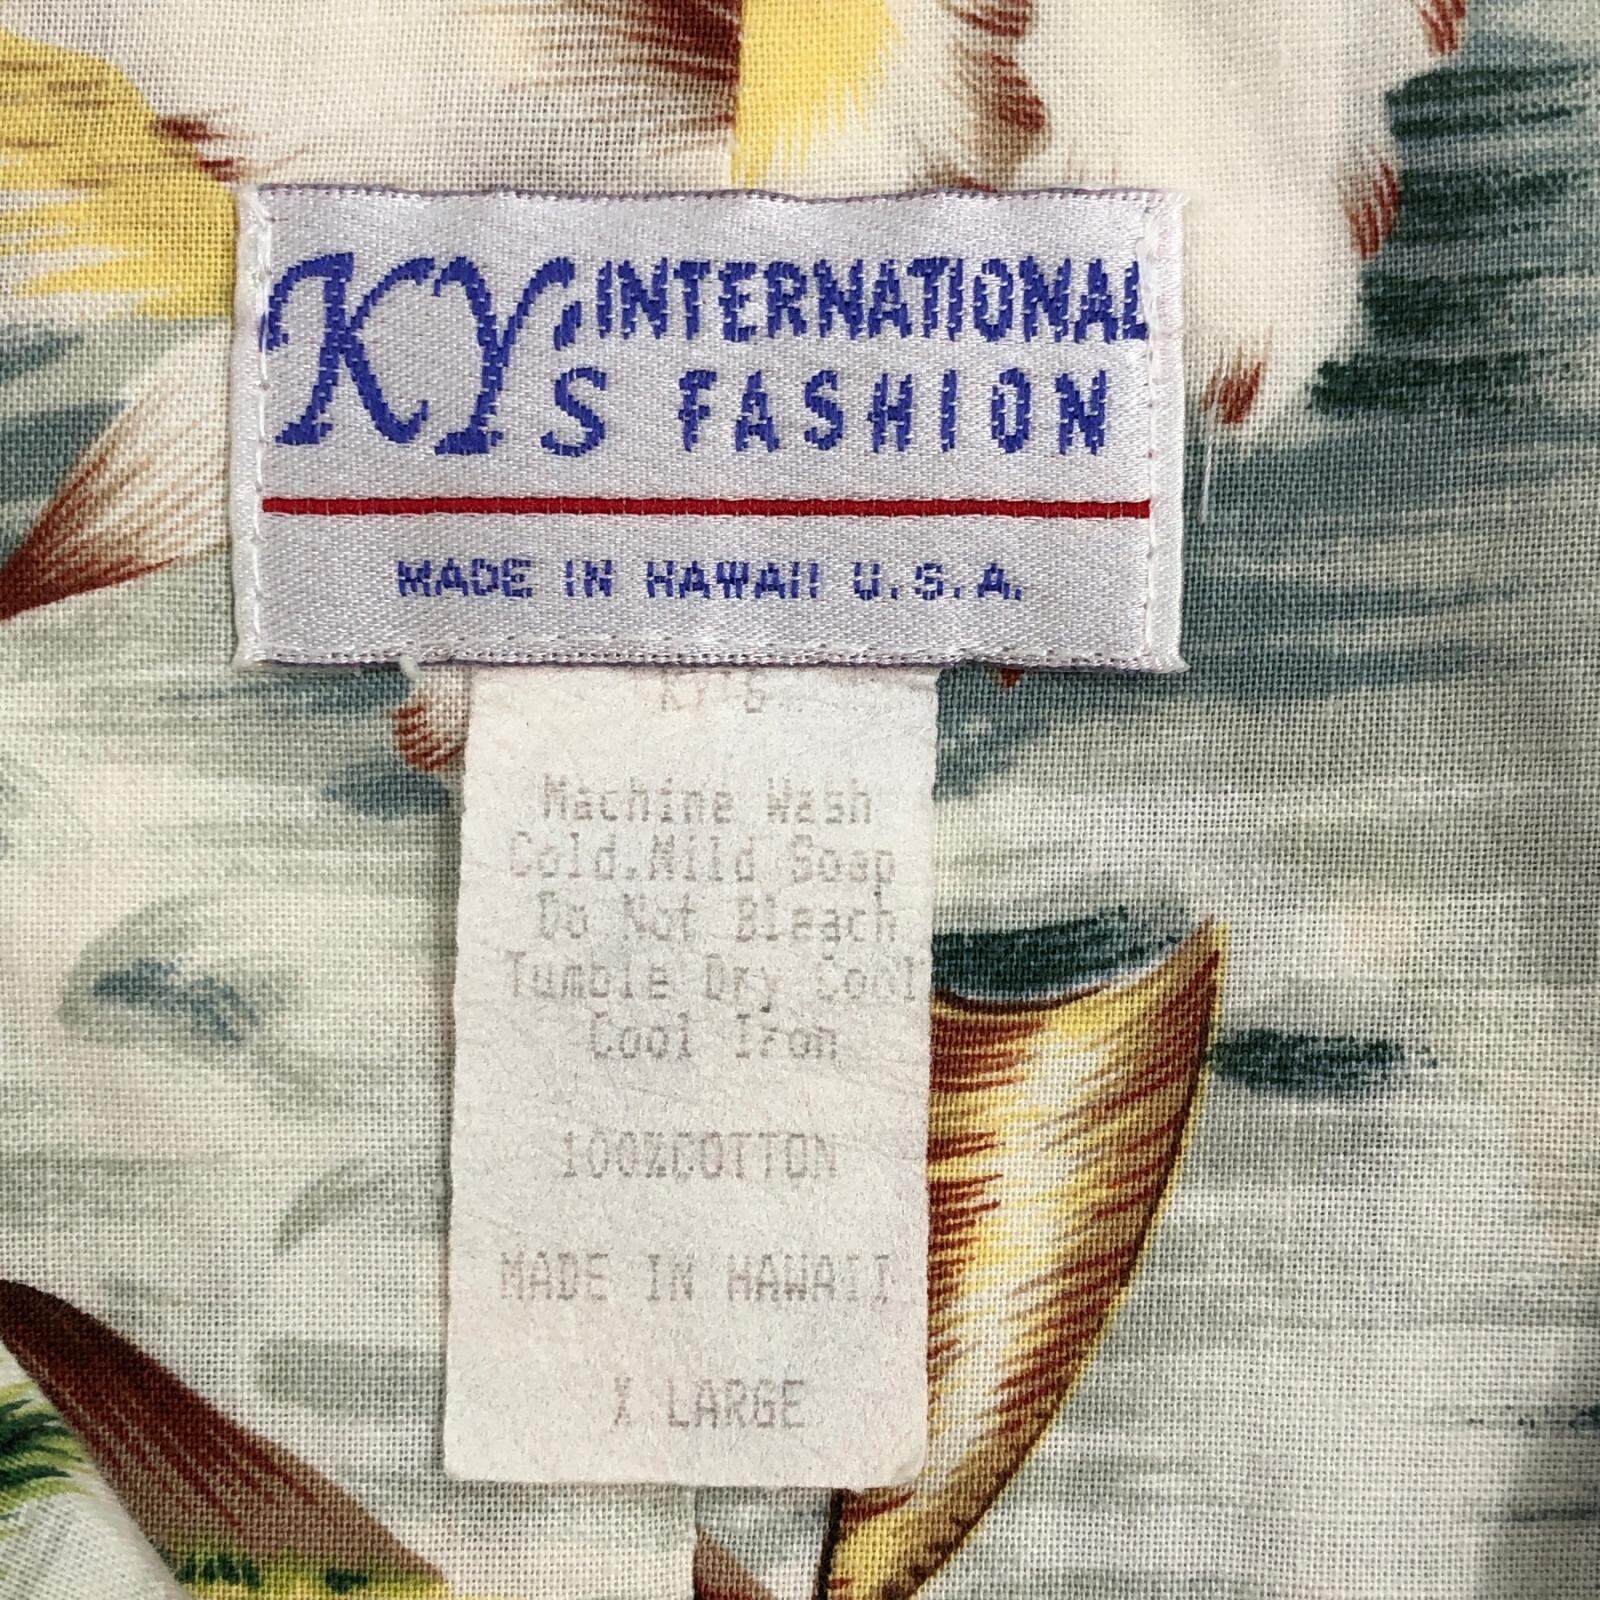 KY'S INTERNATIONAL
FASHION
MADE IN HAWAII U.S.A.
KY'S
Machine Wash
Cold.Mild Soap
Do Not Bleach
Tumble Dry Cool
Cool Iron
100%COTTON
MADE IN HAWAII
X LARGE